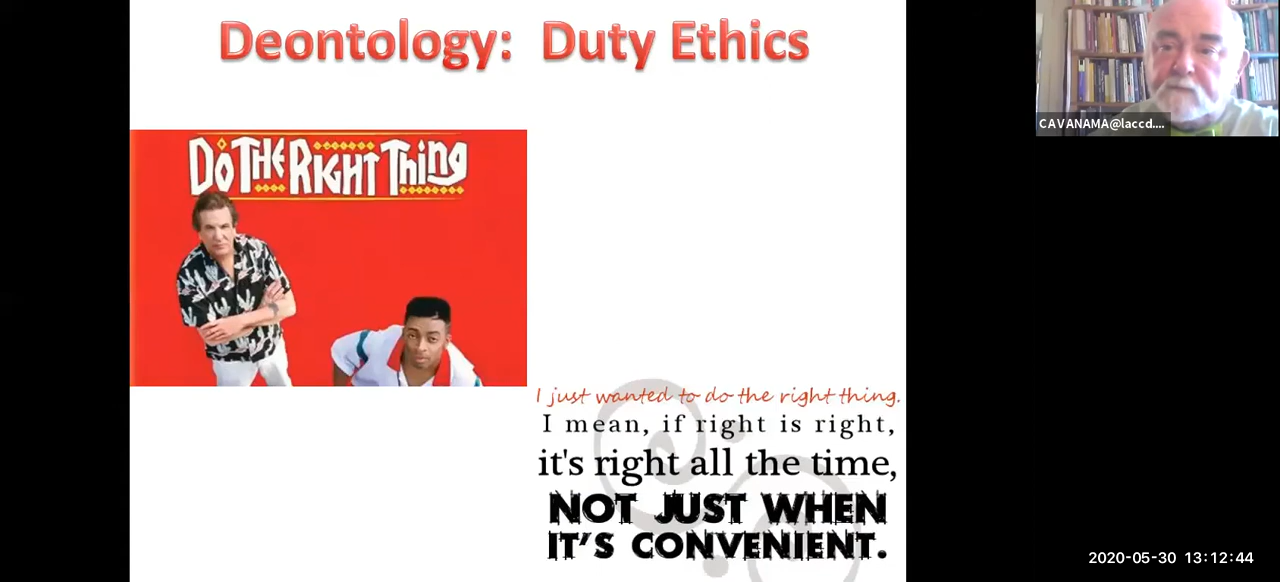 Deontology: Duty Ethics
DO THE RIGHT THING
CAVANAMA@laccd....
I just wanted to do the right thing.
I mean, if right is right,
it's right all the time,
NOT JUST WHEN
IT'S CONVENIENT.
2020-05-30 13:12:44